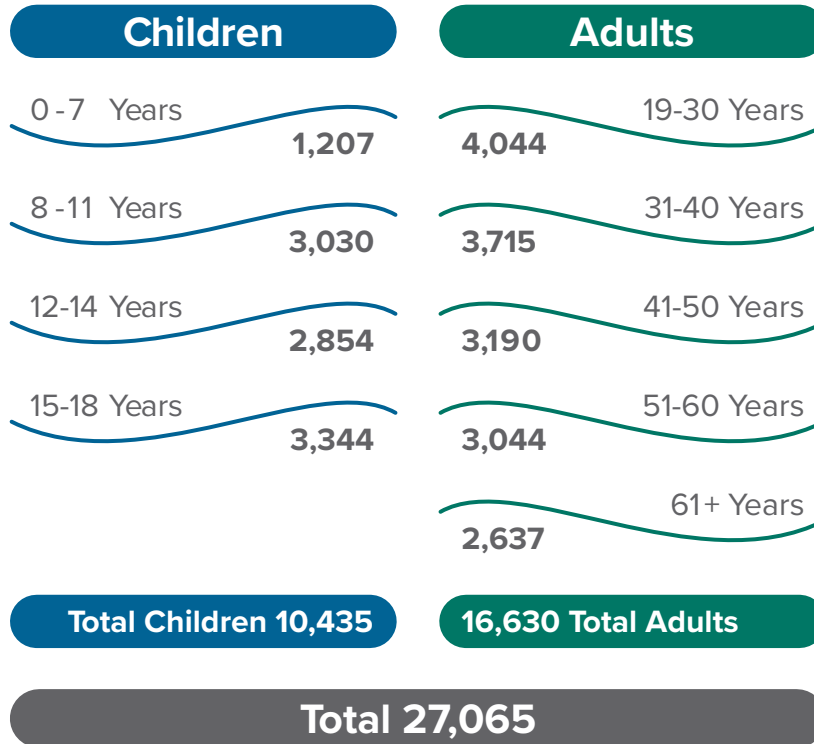 Children
0-7 Years
1,207
8-11 Years
3,030
12-14 Years
2,854
15-18 Years
3,344
Total Children 10,435
Adults
19-30 Years
4,044
31-40 Years
3,715
41-50 Years
3,190
51-60 Years
3,044
61+ Years
2,637
16,630 Total Adults
Total 27,065